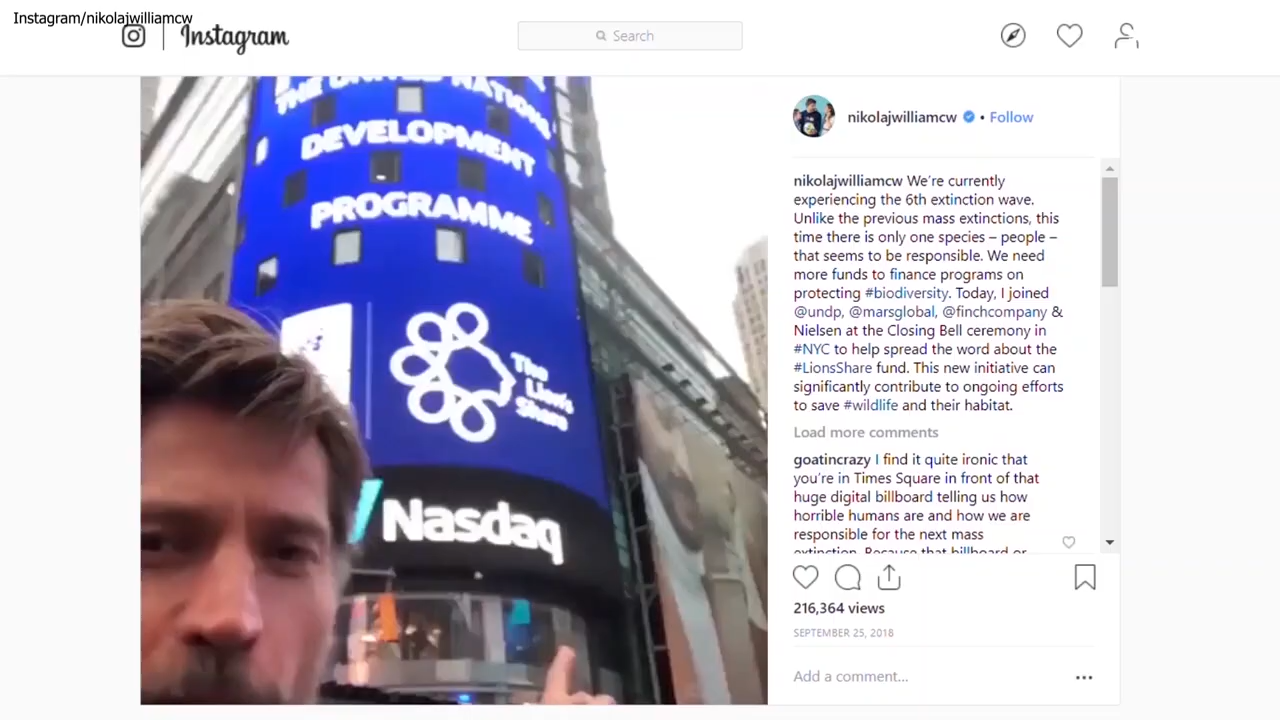 Instagram/nikolajwilliamcw
Instagram
Search
THE UNITED NATIONS
DEVELOPMENT
PROGRAMME
The
Lion's
Share
Nasdaq
nikolajwilliamcw • Follow
nikolajwilliamcw We're currently
experiencing the 6th extinction wave.
Unlike the previous mass extinctions, this
time there is only one species – people –
that seems to be responsible. We need
more funds to finance programs on
protecting #biodiversity. Today, I joined
@undp, @marsglobal, @finchcompany &
Nielsen at the Closing Bell ceremony in
#NYC to help spread the word about the
#LionsShare fund. This new initiative can
significantly contribute to ongoing efforts
to save #wildlife and their habitat.
Load more comments
goatincrazy I find it quite ironic that
you're in Times Square in front of that
huge digital billboard telling us how
horrible humans are and how we are
responsible for the next mass
extinction. Because that billboard or
216,364 views
SEPTEMBER 25, 2018
Add a comment...